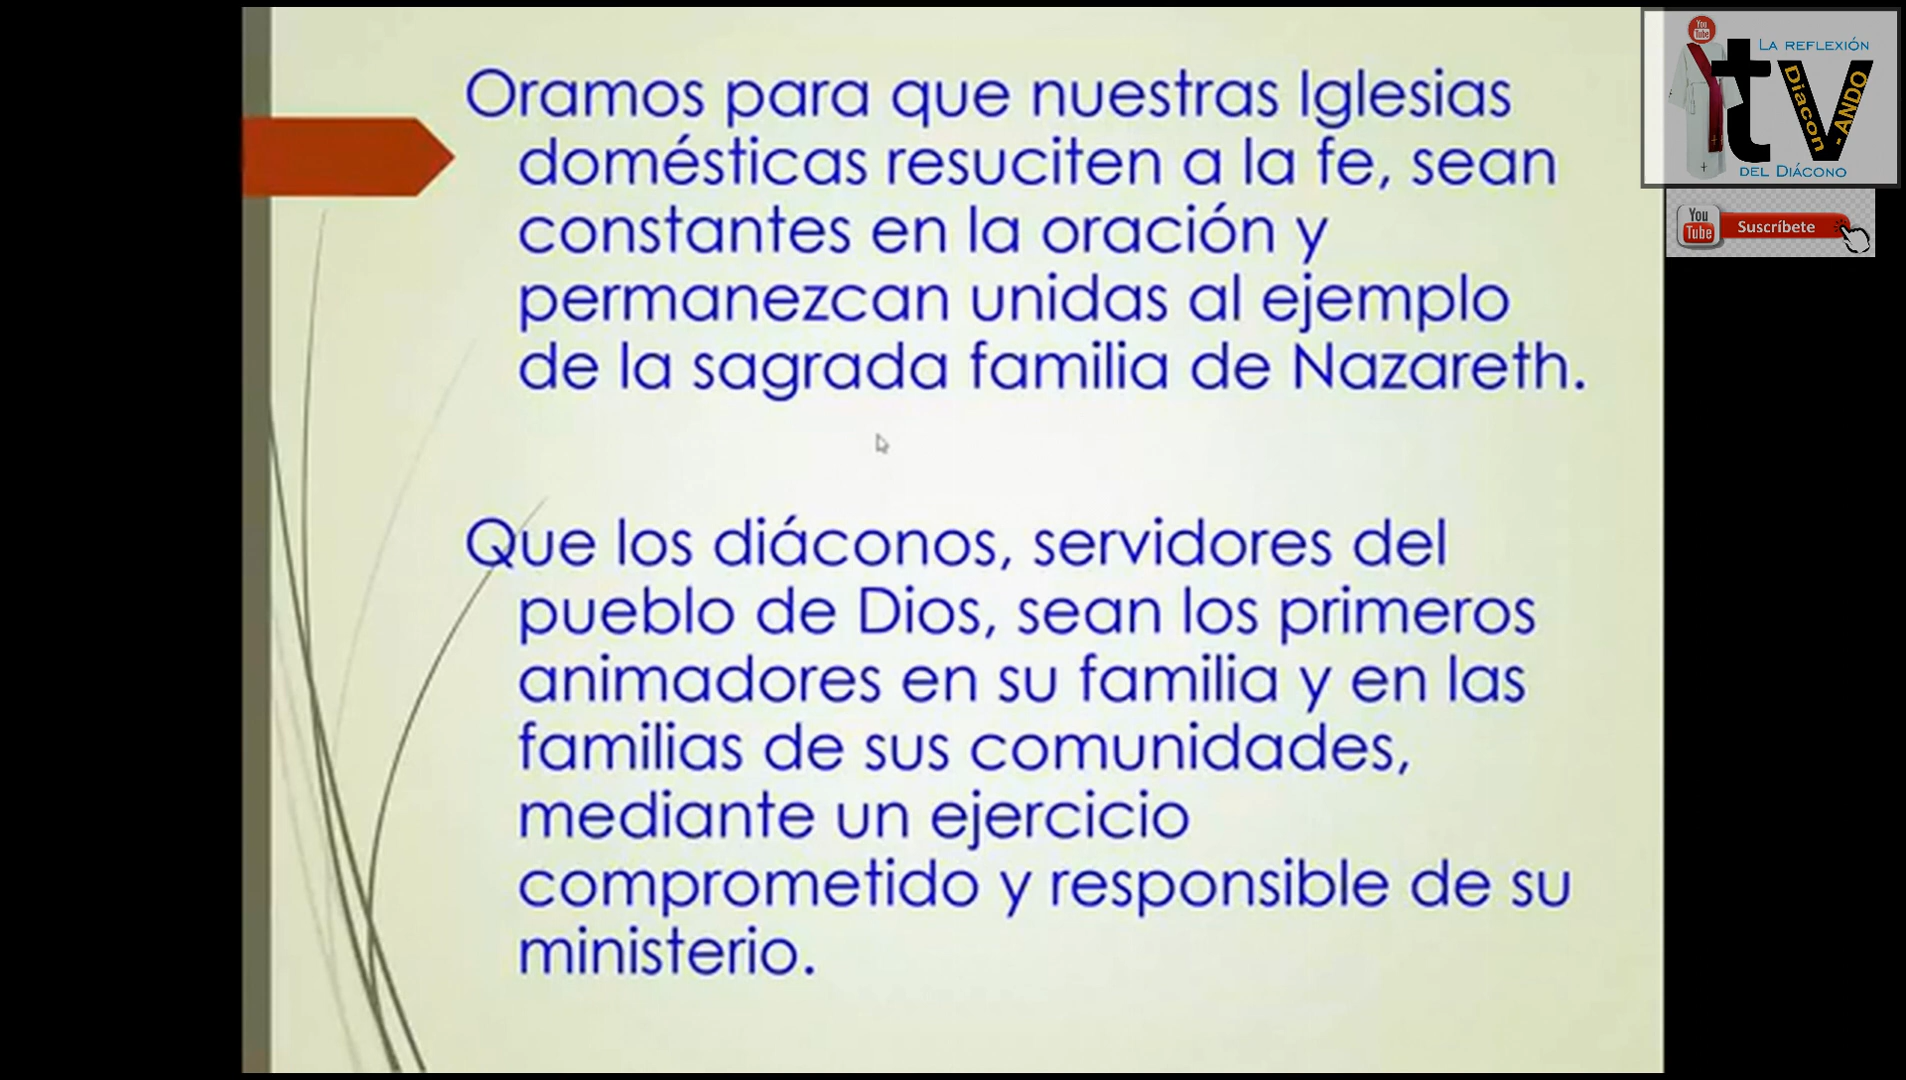 Oramos para que nuestras Iglesias
domésticas resuciten a la fe, sean
constantes en la oración y
permanezcan unidas al ejemplo
de la sagrada familia de Nazareth.
Que los diáconos, servidores del
pueblo de Dios, sean los primeros
animadores en su familia y en las
familias de sus comunidades,
mediante un ejercicio
comprometido y responsible de su
ministerio.
You
Tube
LA REFLEXIÓN
tv
Diacon
-ANDO
DEL DIÁCONO
You
Tube
Suscríbete